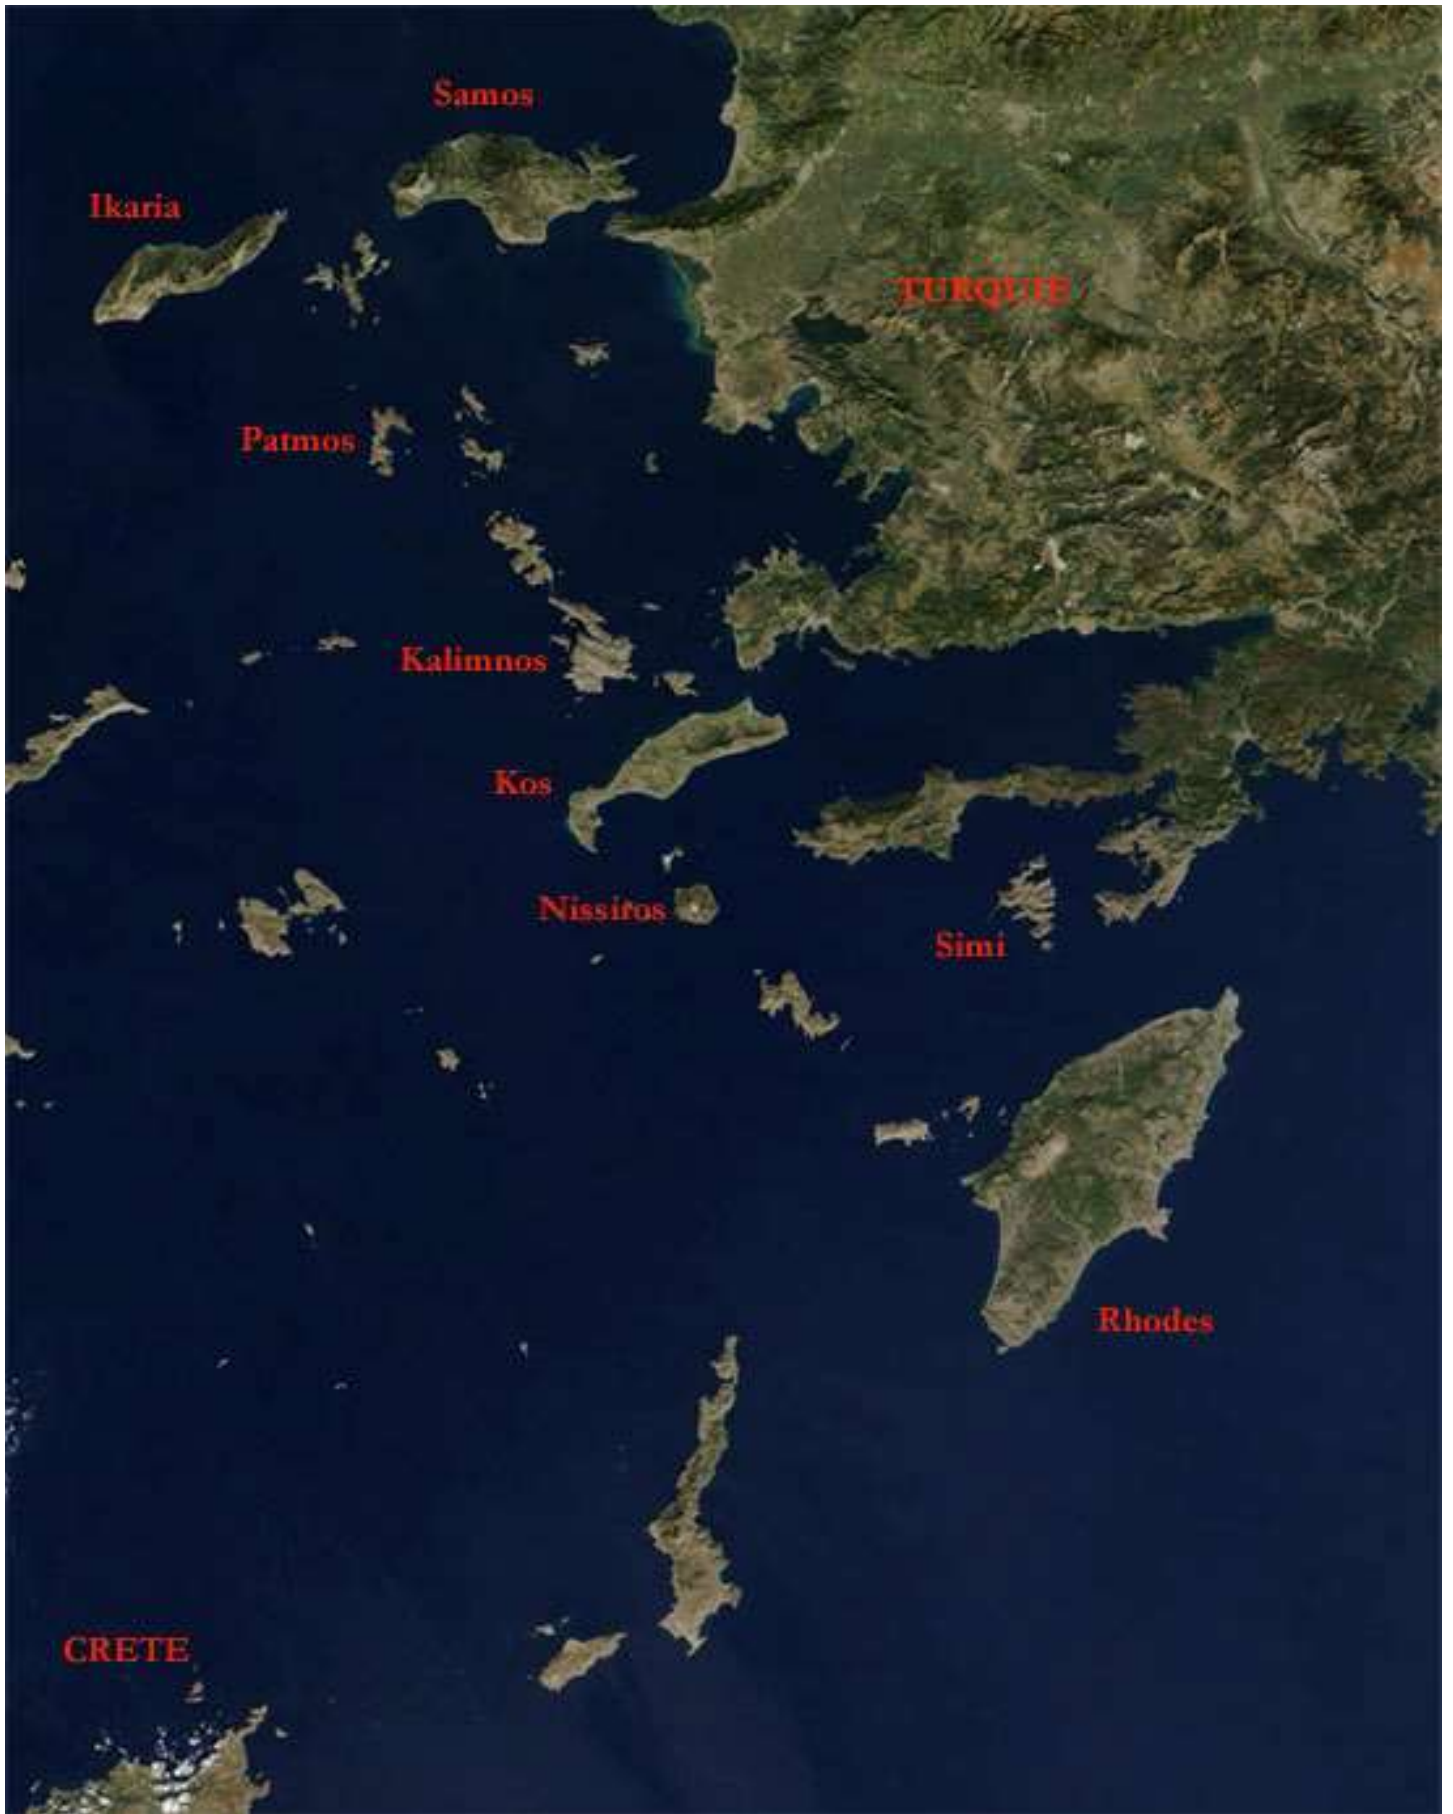 Samos
Ikaria
TURQUIE
Patmos
Kalimnos
Kos
Nissiros
Simi
Rhodes
CRETE